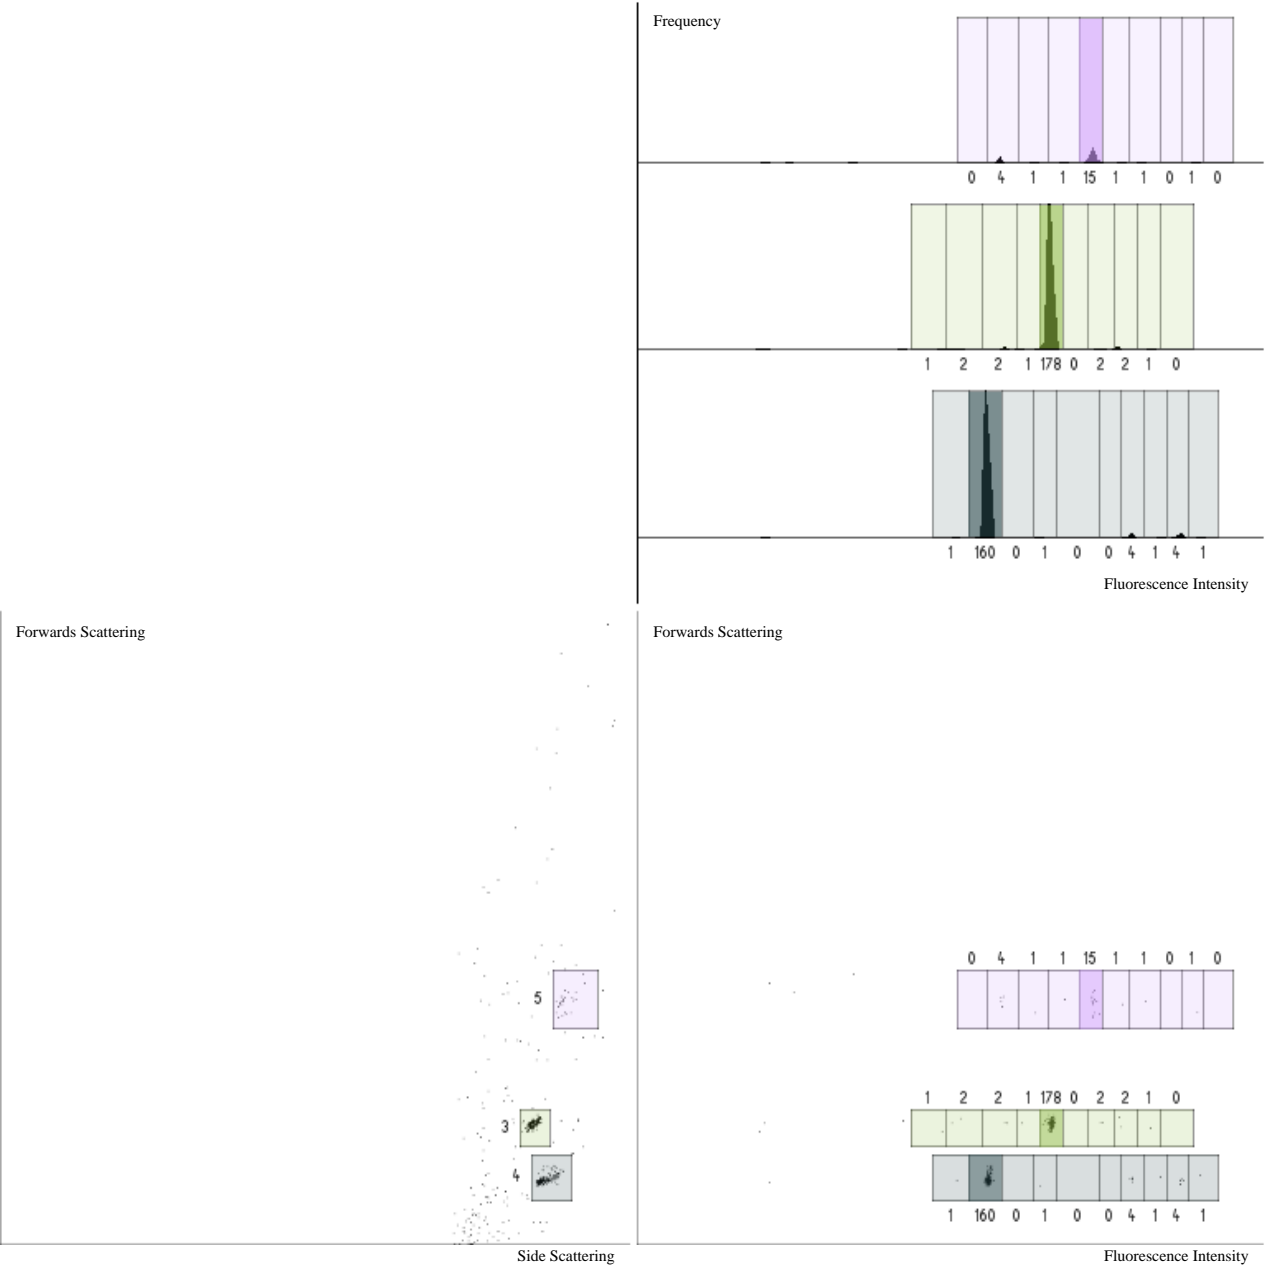 Frequency
0 4 1 1 15 1 1 0 1 0
1 2 2 1 178 0 2 2 1 0
1 160 0 1 0 0 4 1 4 1
Fluorescence Intensity
Forwards Scattering
5
3
4
Side Scattering
Forwards Scattering
0 4 1 1 15 1 1 0 1 0
1 2 2 1 178 0 2 2 1 0
1 160 0 1 0 0 4 1 4 1
Fluorescence Intensity